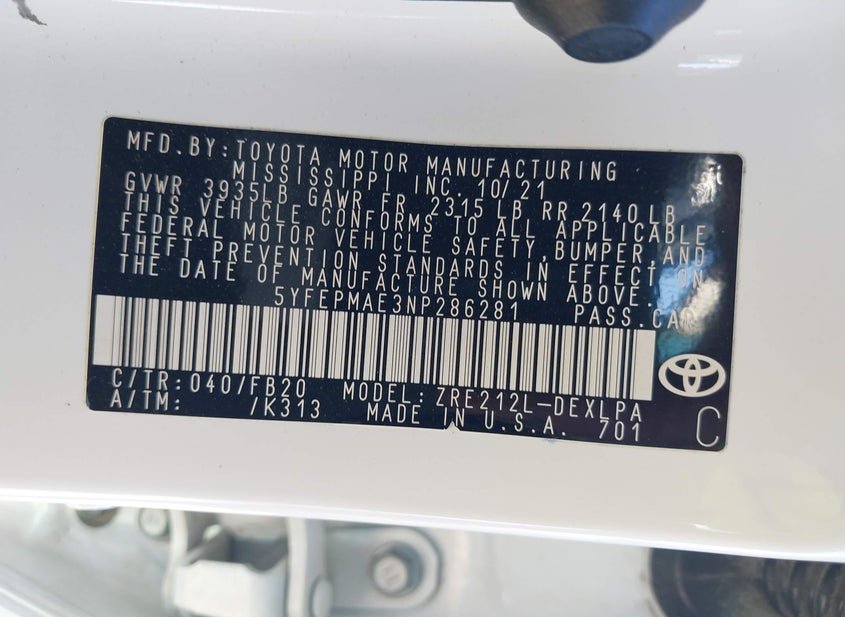 MFD.BY:TOYOTA MOTOR MANUFACTURING
MISSISSIPPI INC. 10/21
GVWR 3935LB GAWR FR 2315 LB RR 2140 LB
THIS VEHICLE CONFORMS TO ALL APPLICABLE
FEDERAL MOTOR VEHICLE SAFETY,BUMPER,AND
THEFT PREVENTION STANDARDS IN EFFECT ON
THE DATE OF MANUFACTURE SHOWN ABOVE.
5YFEPMAE3NP286281 PASS.CAR
C/TR:040/FB20 MODEL:ZRE212L-DEXLPA
A/TM: /K313 MADE IN U.S.A. 701
C